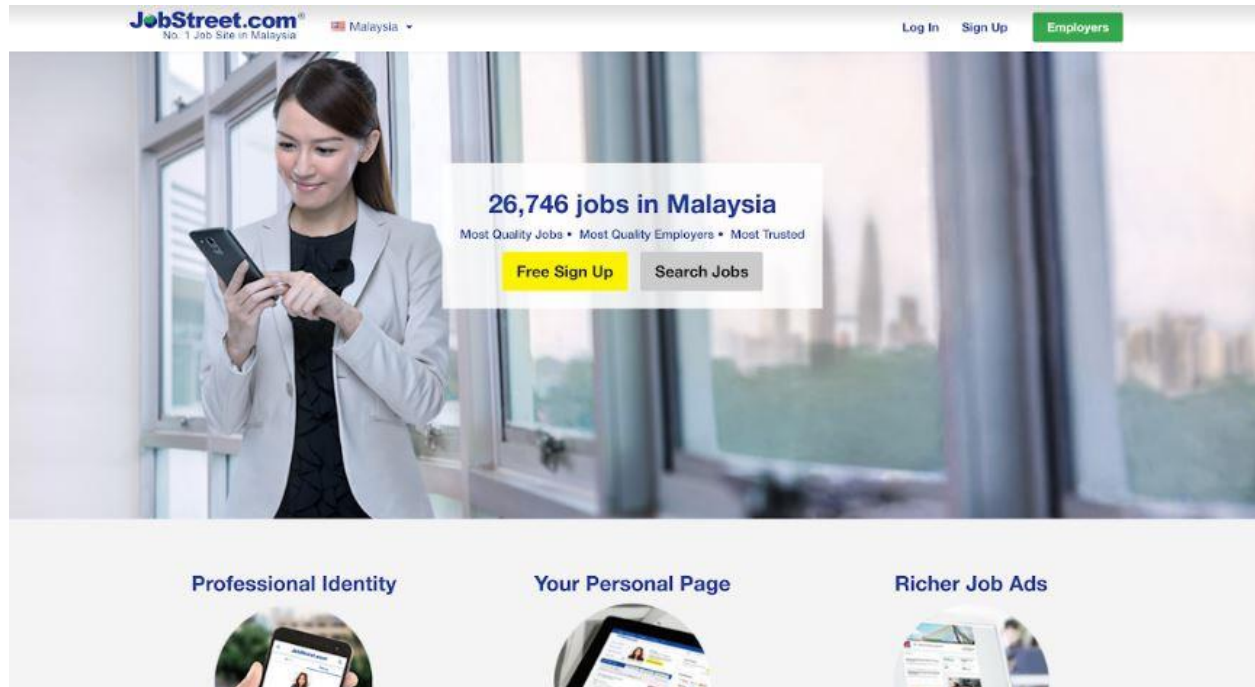 JobStreet.com®
No. 1 Job Site in Malaysia
Malaysia
Log In
Sign Up
Employers
26,746 jobs in Malaysia
Most Quality Jobs • Most Quality Employers • Most Trusted
Free Sign Up
Search Jobs
Professional Identity
Your Personal Page
Richer Job Ads
JobStreet.com